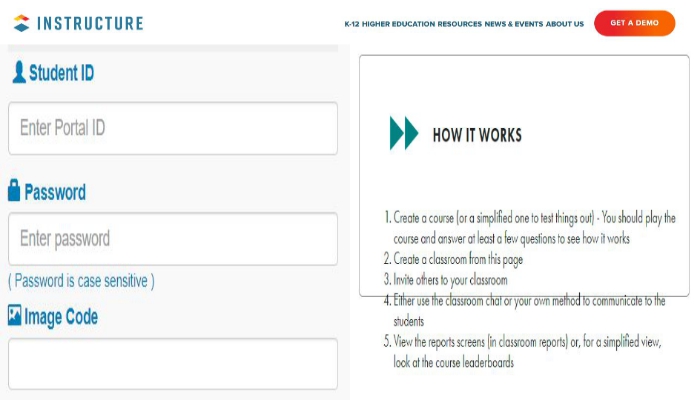 INSTRUCTURE
K-12 HIGHER EDUCATION RESOURCES NEWS & EVENTS ABOUT US
GET A DEMO
Student ID
Enter Portal ID
Password
Enter password
( Password is case sensitive )
Image Code
HOW IT WORKS
1. Create a course (or a simplified one to test things out) - You should play the
course and answer at least a few questions to see how it works
2. Create a classroom from this page
3. Invite others to your classroom
4. Either use the classroom chat or your own method to communicate to the
students
5. View the reports screens (in classroom reports) or, for a simplified view,
look at the course leaderboards